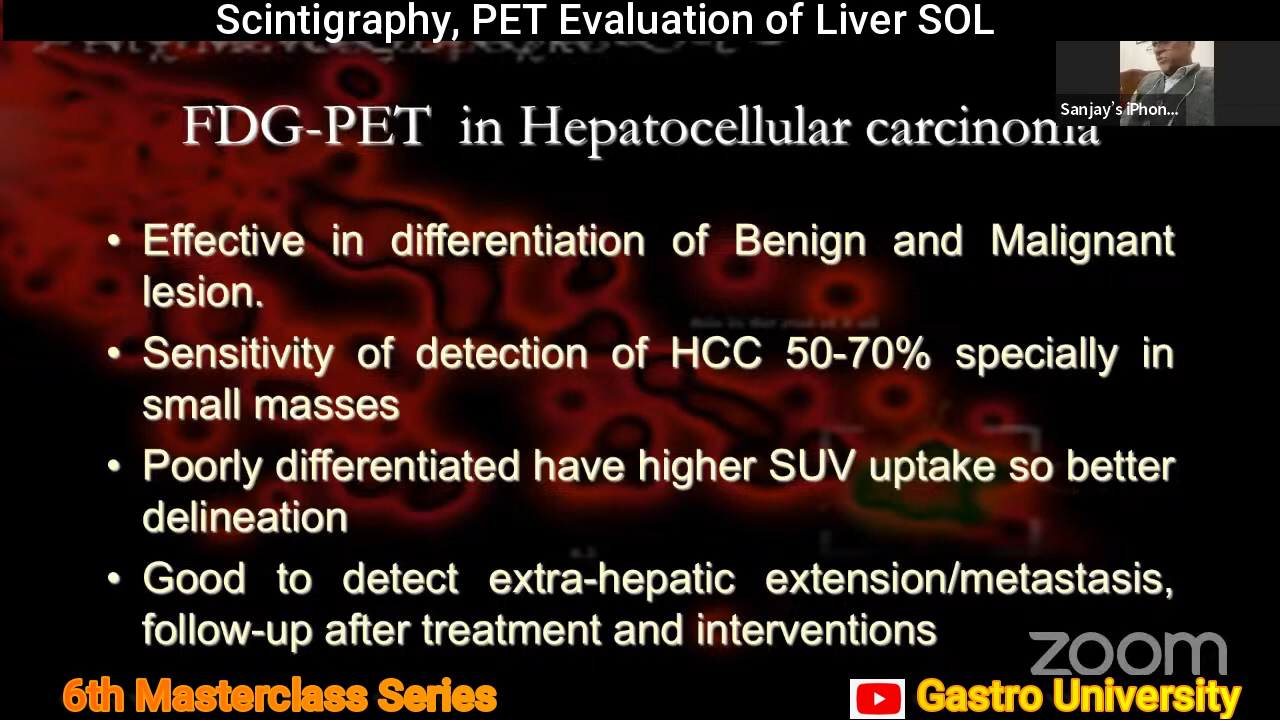 Scintigraphy, PET Evaluation of Liver SOL
Sanjay's iPhon...
FDG-PET in Hepatocellular carcinoma
• Effective in differentiation of Benign and Malignant
lesion.
• Sensitivity of detection of HCC 50-70% specially in
small masses
• Poorly differentiated have higher SUV uptake so better
delineation
• Good to detect extra-hepatic extension/metastasis,
follow-up after treatment and interventions
zoom
6th Masterclass Series
Gastro University